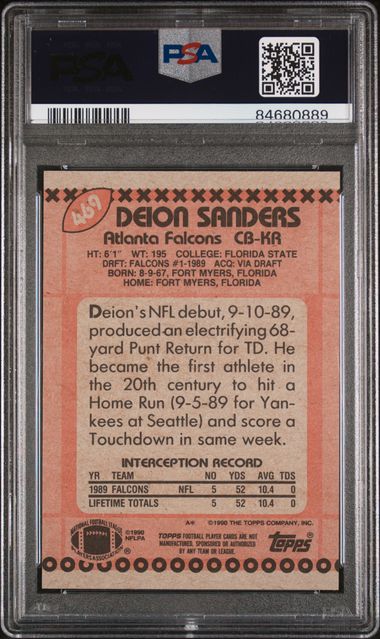 PSA
PSA
84680889
469
DEION SANDERS
Atlanta Falcons CB-KR
HT: 6'1" WT: 195 COLLEGE: FLORIDA STATE
DRFT: FALCONS #1-1989 ACQ: VIA DRAFT
BORN: 8-9-67, FORT MYERS, FLORIDA
HOME: FORT MYERS, FLORIDA
Deion's NFL debut, 9-10-89,
produced an electrifying 68-
yard Punt Return for TD. He
became the first athlete in
the 20th century to hit a
Home Run (9-5-89 for Yan-
kees at Seattle) and score a
Touchdown in same week.
INTERCEPTION RECORD
YR TEAM NO YDS AVG TDS
1989 FALCONS NFL 5 52 10.4 0
LIFETIME TOTALS 5 52 10.4 0
A* ©1990 THE TOPPS COMPANY, INC.
NATIONAL FOOTBALL LEAGUE
PLAYERS ASSOCIATION
©1990
NFLPA
TOPPS FOOTBALL PLAYER CARDS ARE NOT
MANUFACTURED, SPONSORED OR AUTHORIZED
BY ANY TEAM OR LEAGUE.
Topps